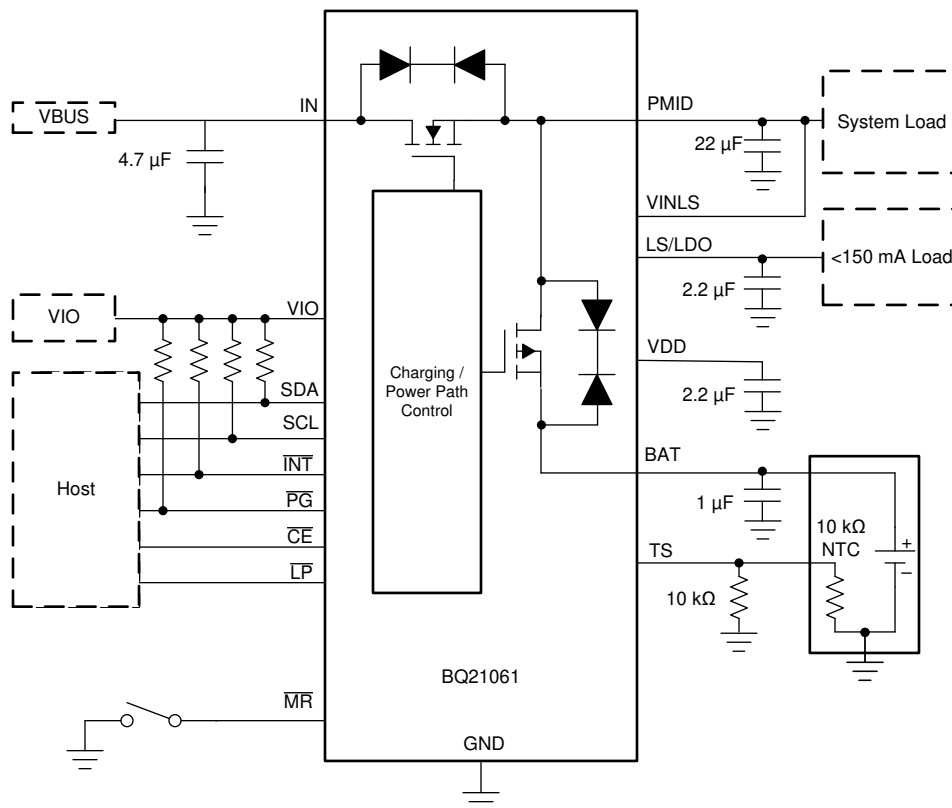 IN
PMID
VBUS
System Load
4.7 µF
22 µF
VINLS
LS/LDO
<150 mA Load
2.2 µF
VIO
VIO
VDD
Charging /
Power Path
Control
2.2 µF
SDA
SCL
BAT
INT
Host
PG
1 µF
10 kΩ
NTC
+
−
CE
TS
LP
10 kΩ
BQ21061
MR
GND